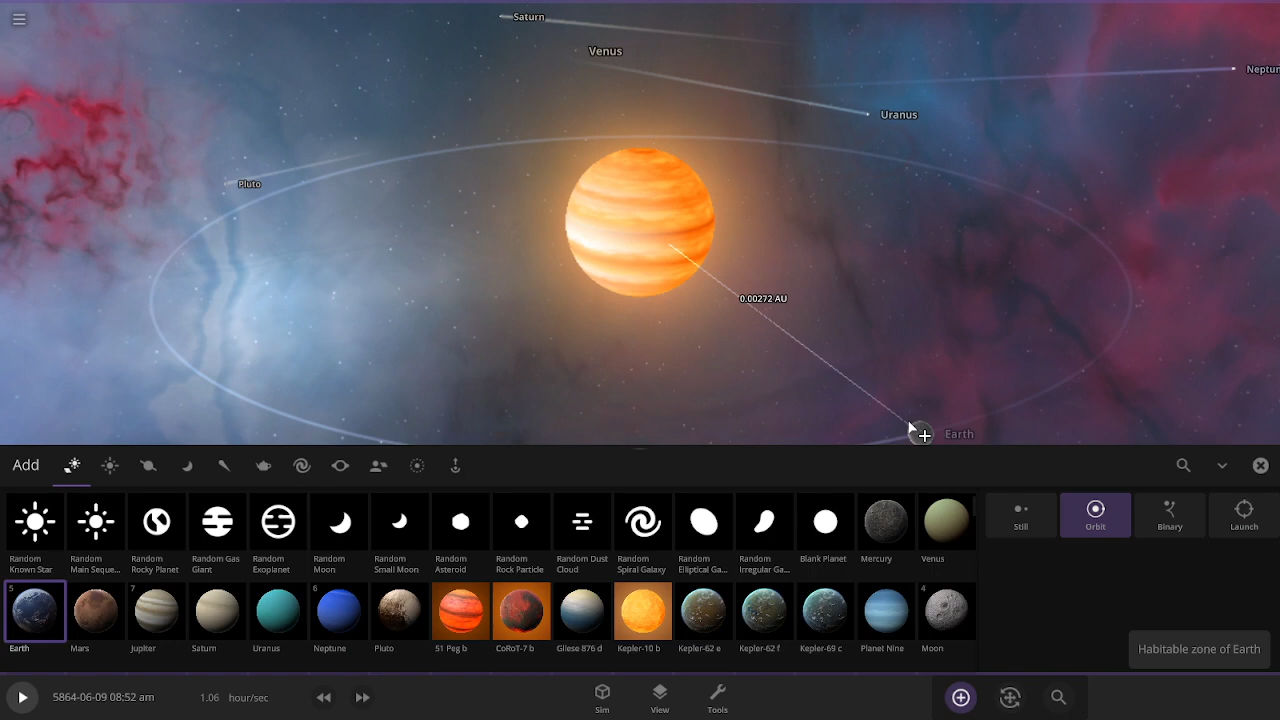 Saturn
Venus
Neptun
Uranus
Pluto
0.00272 AU
Earth
Add
Random Known Star
Random Main Seque...
Random Rocky Planet
Random Gas Giant
Random Exoplanet
Random Moon
Random Small Moon
Random Asteroid
Random Rock Particle
Random Dust Cloud
Random Spiral Galaxy
Random Elliptical Ga...
Random Irregular Ga...
Blank Planet
Mercury
Venus
Still
Orbit
Binary
Launch
5
Earth
Mars
7
Jupiter
Saturn
Uranus
6
Neptune
Pluto
51 Peg b
CoRoT-7 b
Gliese 876 d
Kepler-10 b
Kepler-62 e
Kepler-62 f
Kepler-69 c
Planet Nine
4
Moon
Habitable zone of Earth
5864-06-09 08:52 am
1.06 hour/sec
Sim
View
Tools